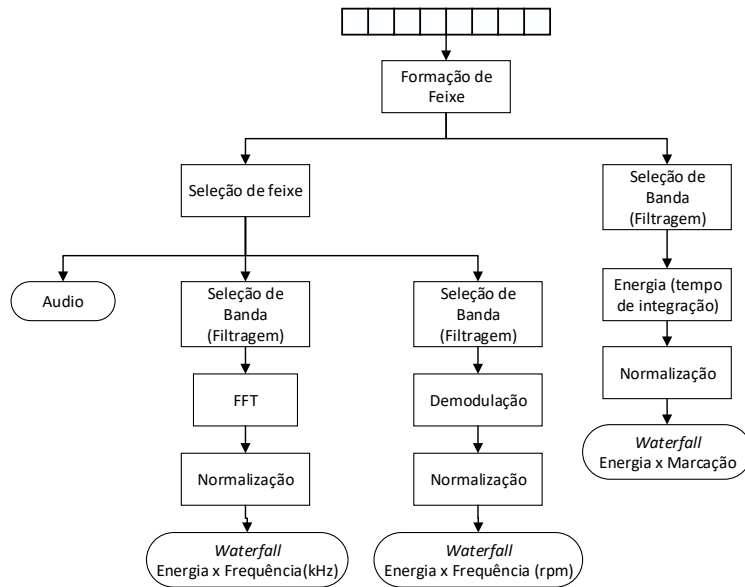 Formação de
Feixe
Seleção de feixe
Seleção de
Banda
(Filtragem)
Audio
Seleção de
Banda
(Filtragem)
Seleção de
Banda
(Filtragem)
Energia (tempo
de integração)
FFT
Demodulação
Normalização
Normalização
Normalização
Waterfall
Energia x Marcação
Waterfall
Energia x Frequência(kHz)
Waterfall
Energia x Frequência (rpm)